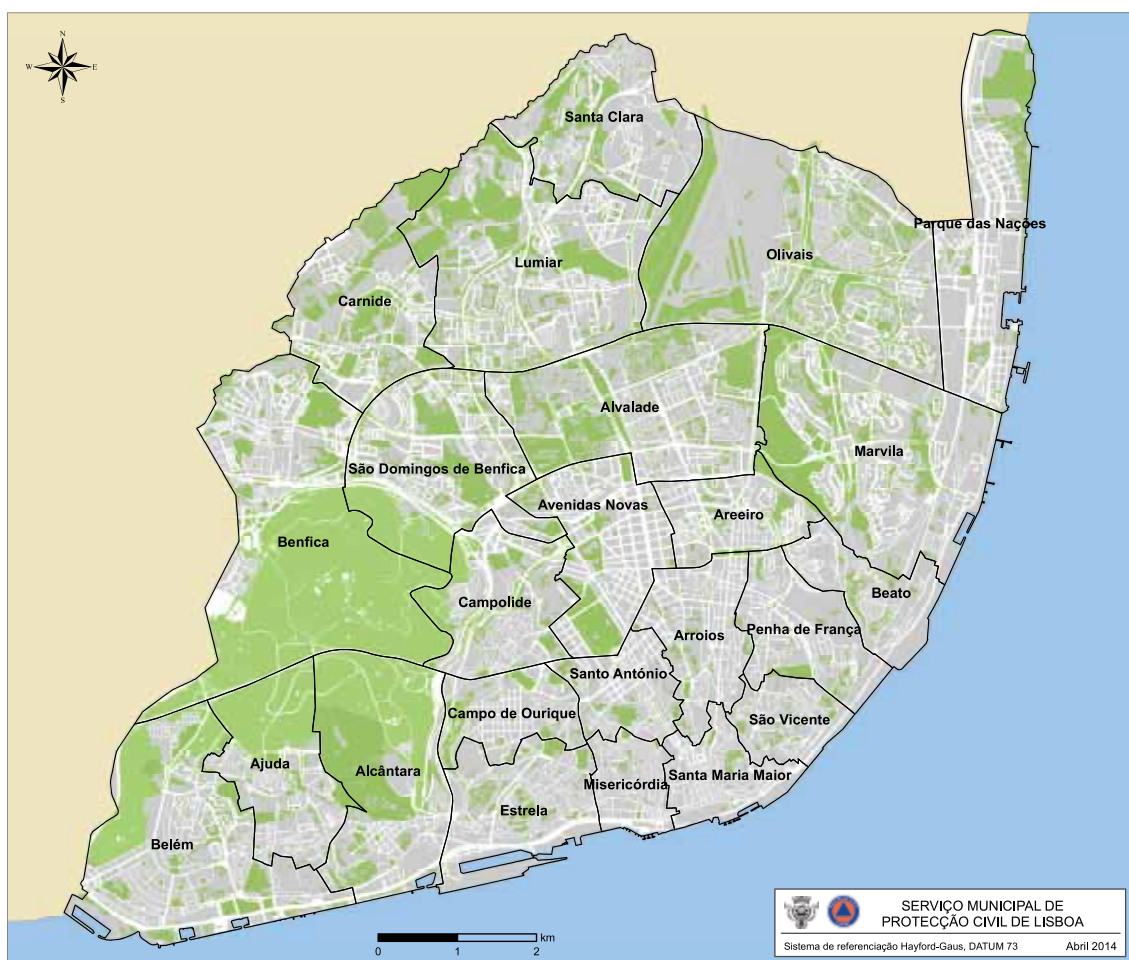 N
W E
S
Santa Clara
Parque das Nações
Olivais
Lumiar
Carnide
Alvalade
Marvila
São Domingos de Benfica
Avenidas Novas
Areeiro
Benfica
Beato
Campolide
Penha de França
Arroios
Santo António
Campo de Ourique
São Vicente
Ajuda
Alcântara
Santa Maria Maior
Misericórdia
Estrela
Belém
km
0 1 2
SERVIÇO MUNICIPAL DE
PROTECÇÃO CIVIL DE LISBOA
Sistema de referenciação Hayford-Gaus, DATUM 73 Abril 2014